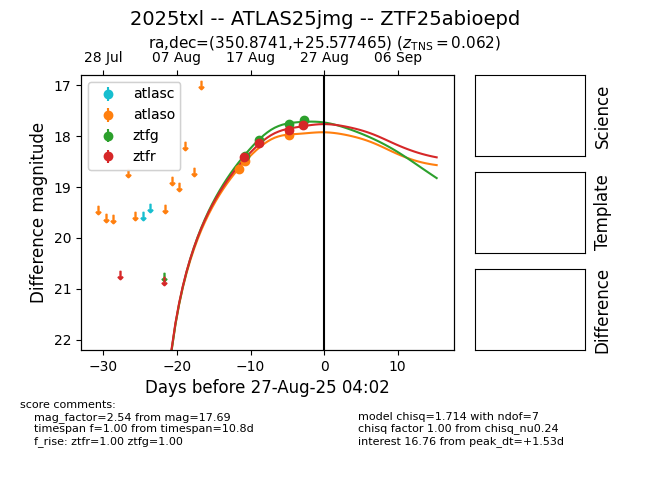 2025txl -- ATLAS25jmg -- ZTF25abioepd
ra,dec=(350.8741,+25.577465) (z_TNS = 0.062)
28 Jul 07 Aug 17 Aug 27 Aug 06 Sep
atlasc
atlaso
ztfg
ztfr
17
18
19
20
21
22
Difference magnitude
−30 −20 −10 0 10
Days before 27-Aug-25 04:02
Science
Template
Difference
score comments:
mag_factor=2.54 from mag=17.69
timespan f=1.00 from timespan=10.8d
f_rise: ztfr=1.00 ztfg=1.00
model chisq=1.714 with ndof=7
chisq factor 1.00 from chisq_nu0.24
interest 16.76 from peak_dt=+1.53d